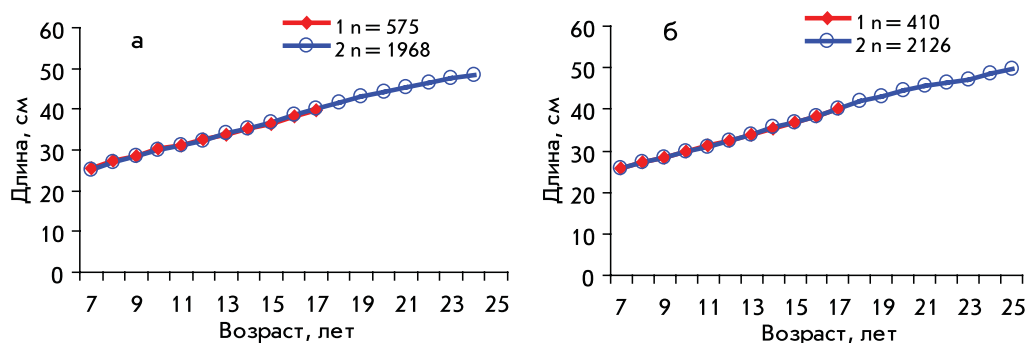 а
1 n = 575
2 n = 1968
60
50
40
30
20
10
0
Длина, см
7 9 11 13 15 17 19 21 23 25
Возраст, лет
б
1 n = 410
2 n = 2126
60
50
40
30
20
10
0
Длина, см
7 9 11 13 15 17 19 21 23 25
Возраст, лет